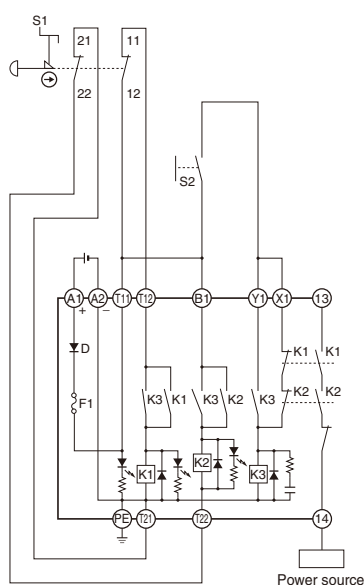 S1
21 11
22 12
S2
A1 A2 T11 T12 B1 Y1 X1 13
+ −
D K1 K1
F1 K3 K1 K3 K2 K3 K2 K2
K1 K2 K3
PE T21 T22 14
Power source